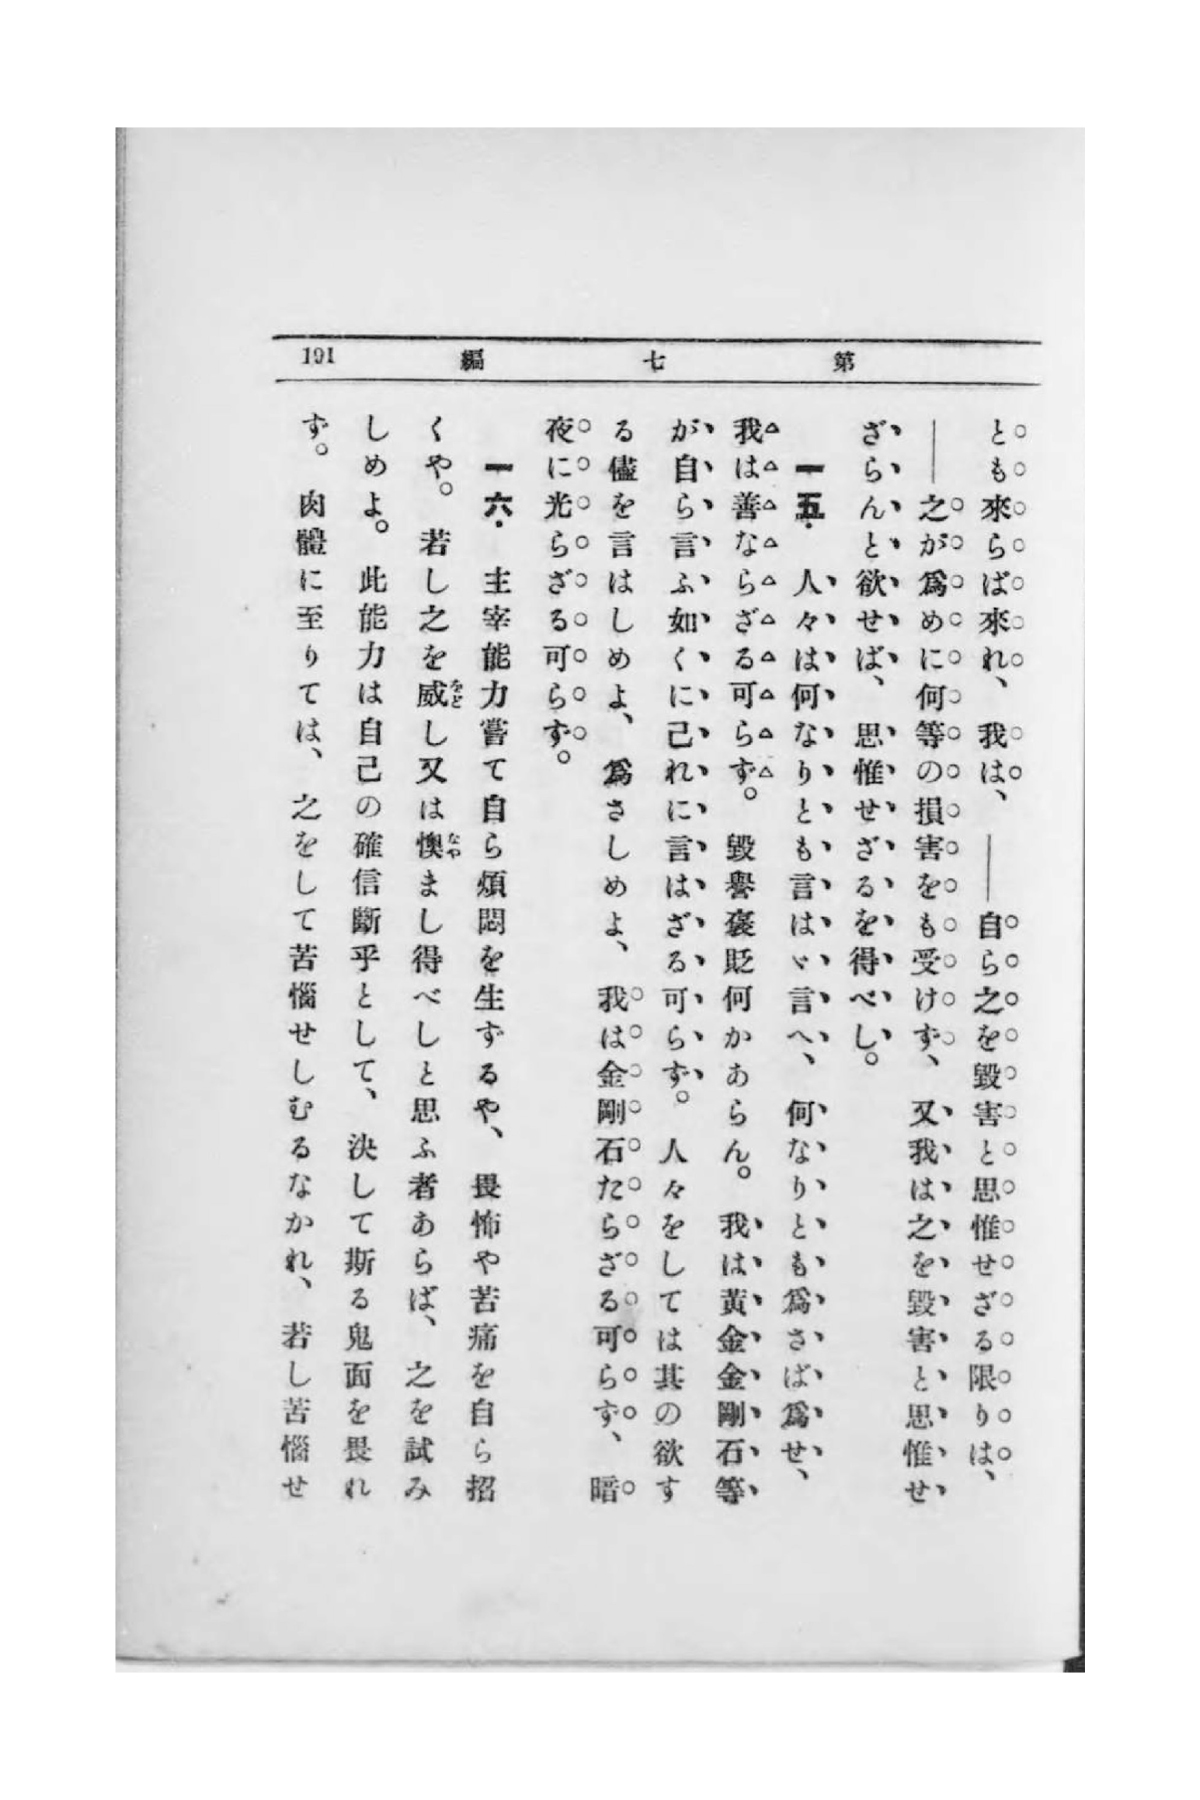 第七編 191
とも來らば來れ、我は、――自ら之を毀害と思惟せざる限りは、
――之が爲めに何等の損害をも受けず、又我は之を毀害と思惟せ
ざらんと欲せば、思惟せざるを得べし。
一五. 人々は何なりとも言はゞ言へ、何なりとも爲さば爲せ、
我は善ならざる可らず。毀譽褒貶何かあらん。我は黃金金剛石等
が自ら言ふ如くに己れに言はざる可らず。人々をしては其の欲す
る儘を言はしめよ、爲さしめよ、我は金剛石たらざる可らず、暗
夜に光らざる可らず。
一六. 主宰能力嘗て自ら煩悶を生ずるや、畏怖や苦痛を自ら招
くや。若し之を威し又は懊まし得べしと思ふ者あらば、之を試み
しめよ。此能力は自己の確信斷乎として、決して斯る鬼面を畏れ
ず。肉體に至りては、之をして苦惱せしむるなかれ、若し苦惱せ